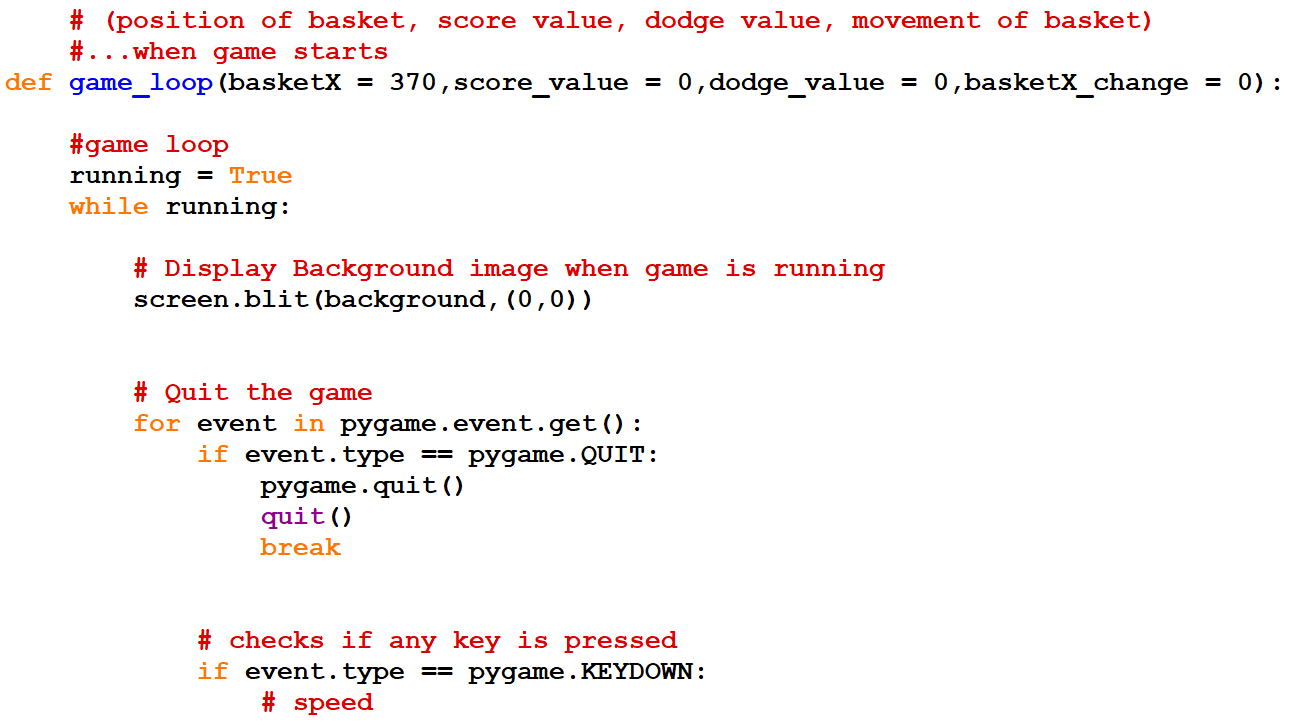 # (position of basket, score value, dodge value, movement of basket)
#...when game starts
def game_loop(basketX = 370,score_value = 0,dodge_value = 0,basketX_change = 0):
#game loop
running = True
while running:
# Display Background image when game is running
screen.blit(background,(0,0))
# Quit the game
for event in pygame.event.get():
if event.type == pygame.QUIT:
pygame.quit()
quit()
break
# checks if any key is pressed
if event.type == pygame.KEYDOWN:
# speed